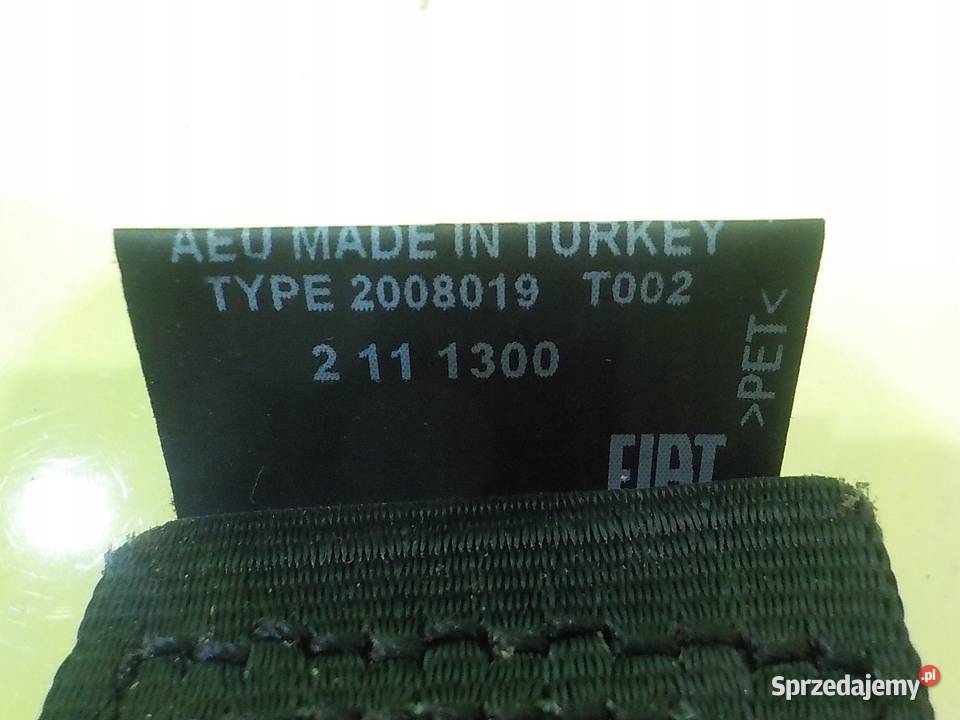 AEU MADE IN TURKEY
TYPE 2008019 T002
2 11 1300
>PET<
FIAT
Sprzedajemy.pl